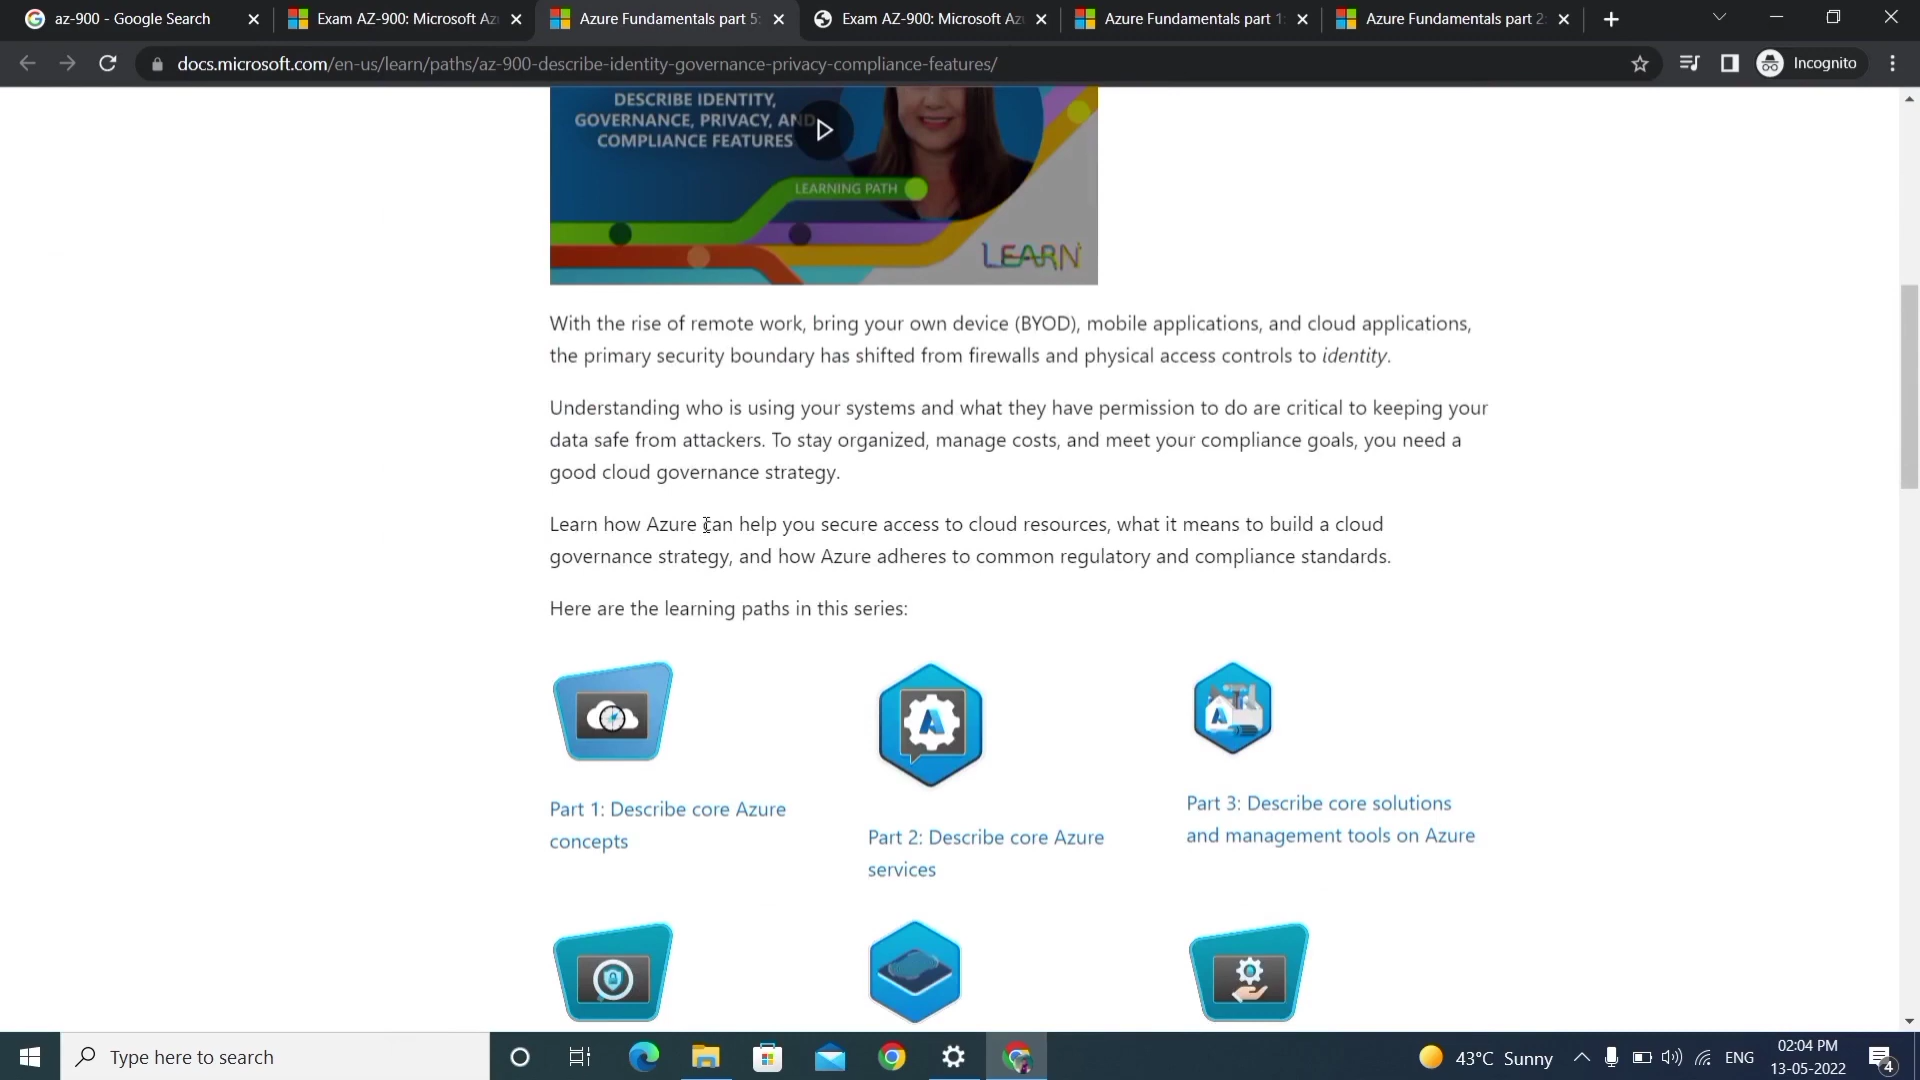 az-900 - Google Search
Exam AZ-900: Microsoft Az
Azure Fundamentals part 5:
Exam AZ-900: Microsoft Azu
Azure Fundamentals part 1:
Azure Fundamentals part 2:
docs.microsoft.com/en-us/learn/paths/az-900-describe-identity-governance-privacy-compliance-features/
Incognito
DESCRIBE IDENTITY,
GOVERNANCE, PRIVACY, AND
COMPLIANCE FEATURES
LEARNING PATH
LEARN
With the rise of remote work, bring your own device (BYOD), mobile applications, and cloud applications,
the primary security boundary has shifted from firewalls and physical access controls to identity.
Understanding who is using your systems and what they have permission to do are critical to keeping your
data safe from attackers. To stay organized, manage costs, and meet your compliance goals, you need a
good cloud governance strategy.
Learn how Azure can help you secure access to cloud resources, what it means to build a cloud
governance strategy, and how Azure adheres to common regulatory and compliance standards.
Here are the learning paths in this series:
Part 1: Describe core Azure
concepts
Part 2: Describe core Azure
services
Part 3: Describe core solutions
and management tools on Azure
Type here to search
43°C Sunny
ENG
02:04 PM
13-05-2022
4